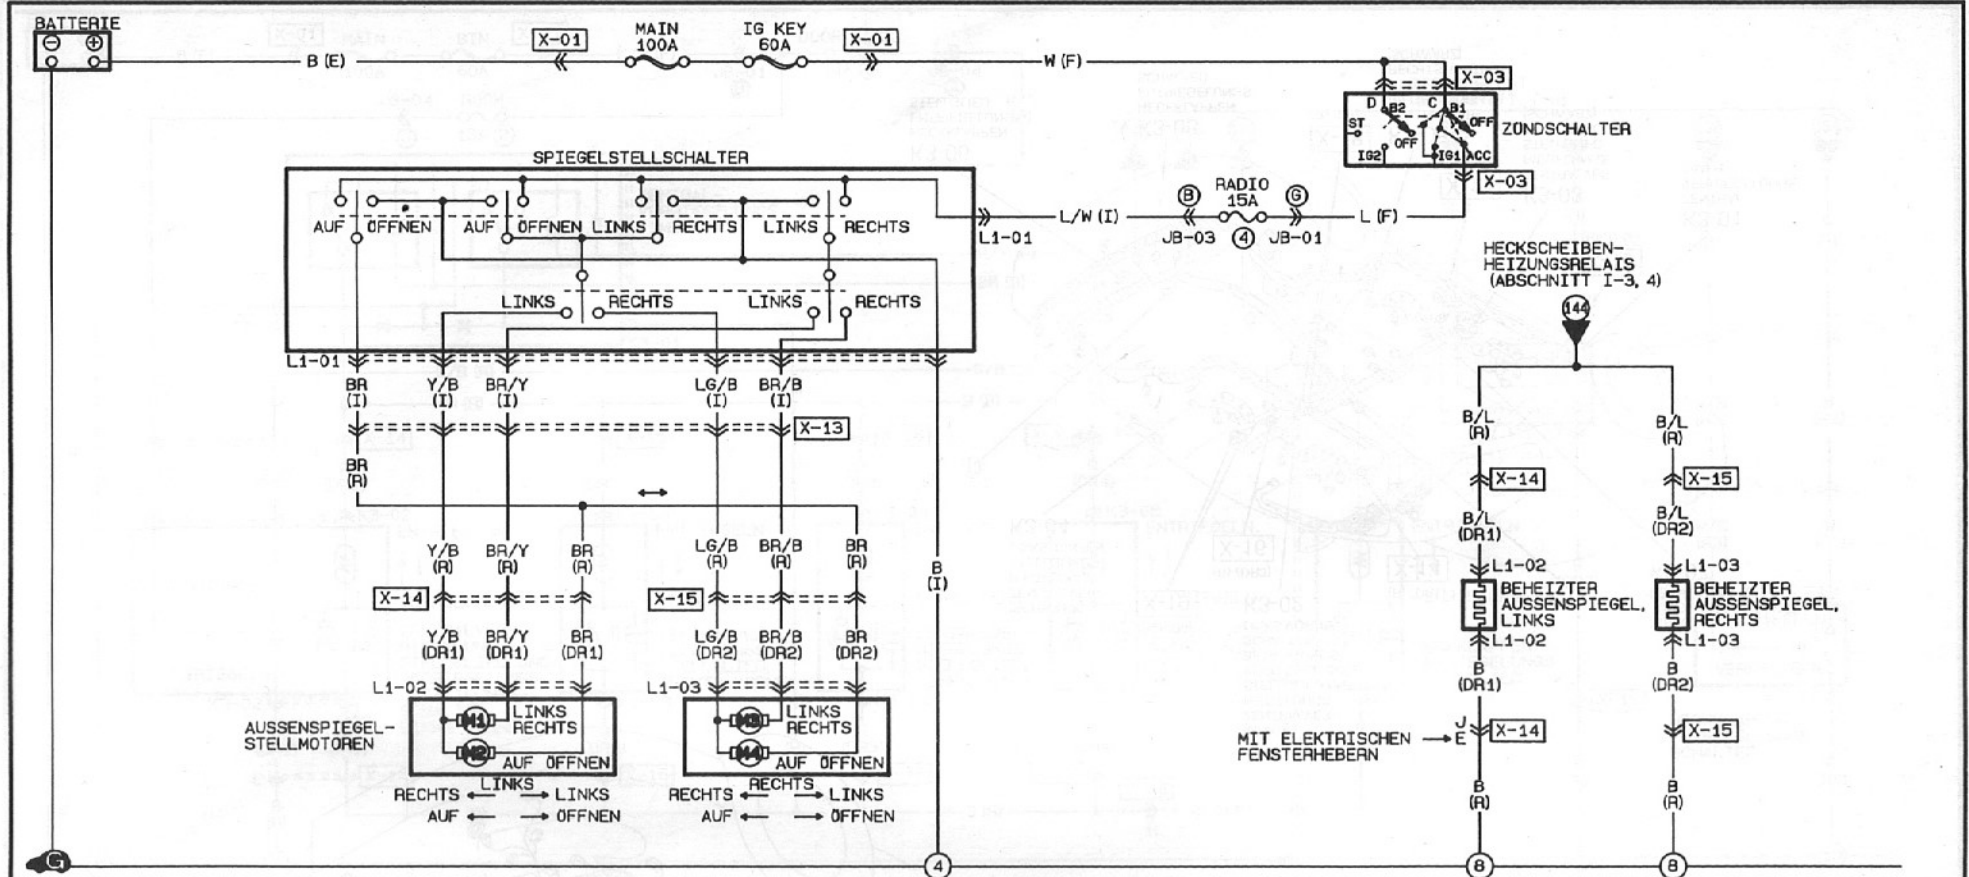 BATTERIE
MAIN
100A
IG KEY
60A
X-01
X-01
B (E)
W (F)
X-03
D B2 C B1
ST OFF
OFF
IG2 IG1 ACC
ZÖNDSCHALTER
X-03
SPIEGELSTELLSCHALTER
AUF ÖFFNEN AUF ÖFFNEN LINKS RECHTS LINKS RECHTS
LINKS RECHTS LINKS RECHTS
L1-01
L/W (I)
B
JB-03
RADIO
15A
4
G
JB-01
L (F)
HECKSCHEIBEN-
HEIZUNGSRELAIS
(ABSCHNITT I-3, 4)
144
L1-01
BR
(I)
Y/B
(I)
BR/Y
(I)
LG/B
(I)
BR/B
(I)
X-13
BR
(R)
B/L
(R)
B/L
(R)
X-14
X-15
B/L
(DR1)
B/L
(DR2)
Y/B
(R)
BR/Y
(R)
BR
(R)
LG/B
(R)
BR/B
(R)
BR
(R)
B
(I)
X-14
X-15
L1-02
L1-03
BEHEIZTER
AUSSENSPIEGEL,
LINKS
BEHEIZTER
AUSSENSPIEGEL,
RECHTS
L1-02
L1-03
Y/B
(DR1)
BR/Y
(DR1)
BR
(DR1)
LG/B
(DR2)
BR/B
(DR2)
BR
(DR2)
B
(DR1)
B
(DR2)
L1-02
L1-03
AUSSENSPIEGEL-
STELLMOTOREN
M1
LINKS
RECHTS
M2
AUF ÖFFNEN
M3
LINKS
RECHTS
M4
AUF ÖFFNEN
LINKS
RECHTS ← → LINKS
AUF ← → ÖFFNEN
RECHTS
RECHTS ← → LINKS
AUF ← → ÖFFNEN
MIT ELEKTRISCHEN
FENSTERHEBERN
J
E
X-14
X-15
B
(R)
B
(R)
G
4
8
8